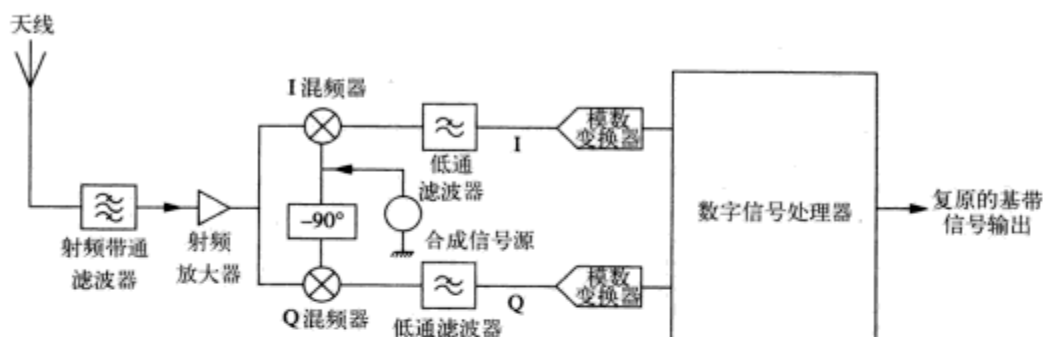 天线
I 混频器
低通
滤波器
I
模数
变换器
射频带通
滤波器
射频
放大器
-90°
合成信号源
数字信号处理器
复原的基带
信号输出
Q 混频器
低通滤波器
Q
模数
变换器